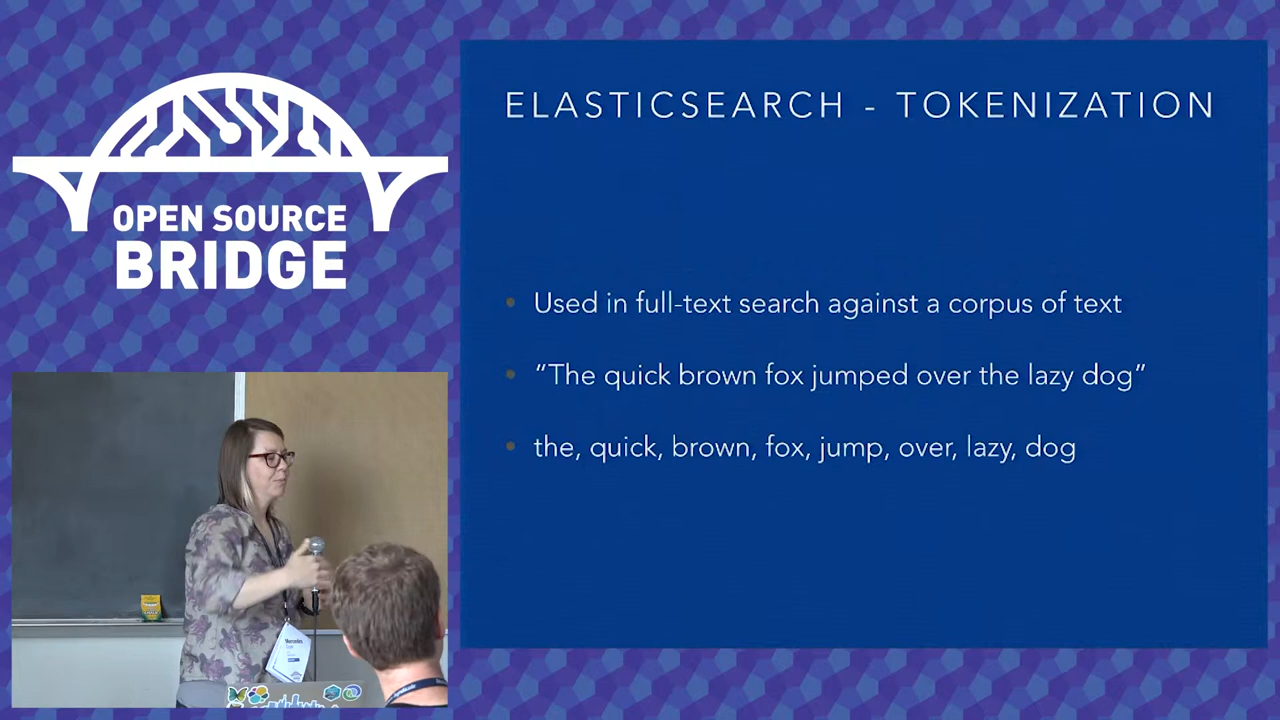 OPEN SOURCE
BRIDGE
ELASTICSEARCH - TOKENIZATION
• Used in full-text search against a corpus of text
• “The quick brown fox jumped over the lazy dog”
• the, quick, brown, fox, jump, over, lazy, dog
Mercedes